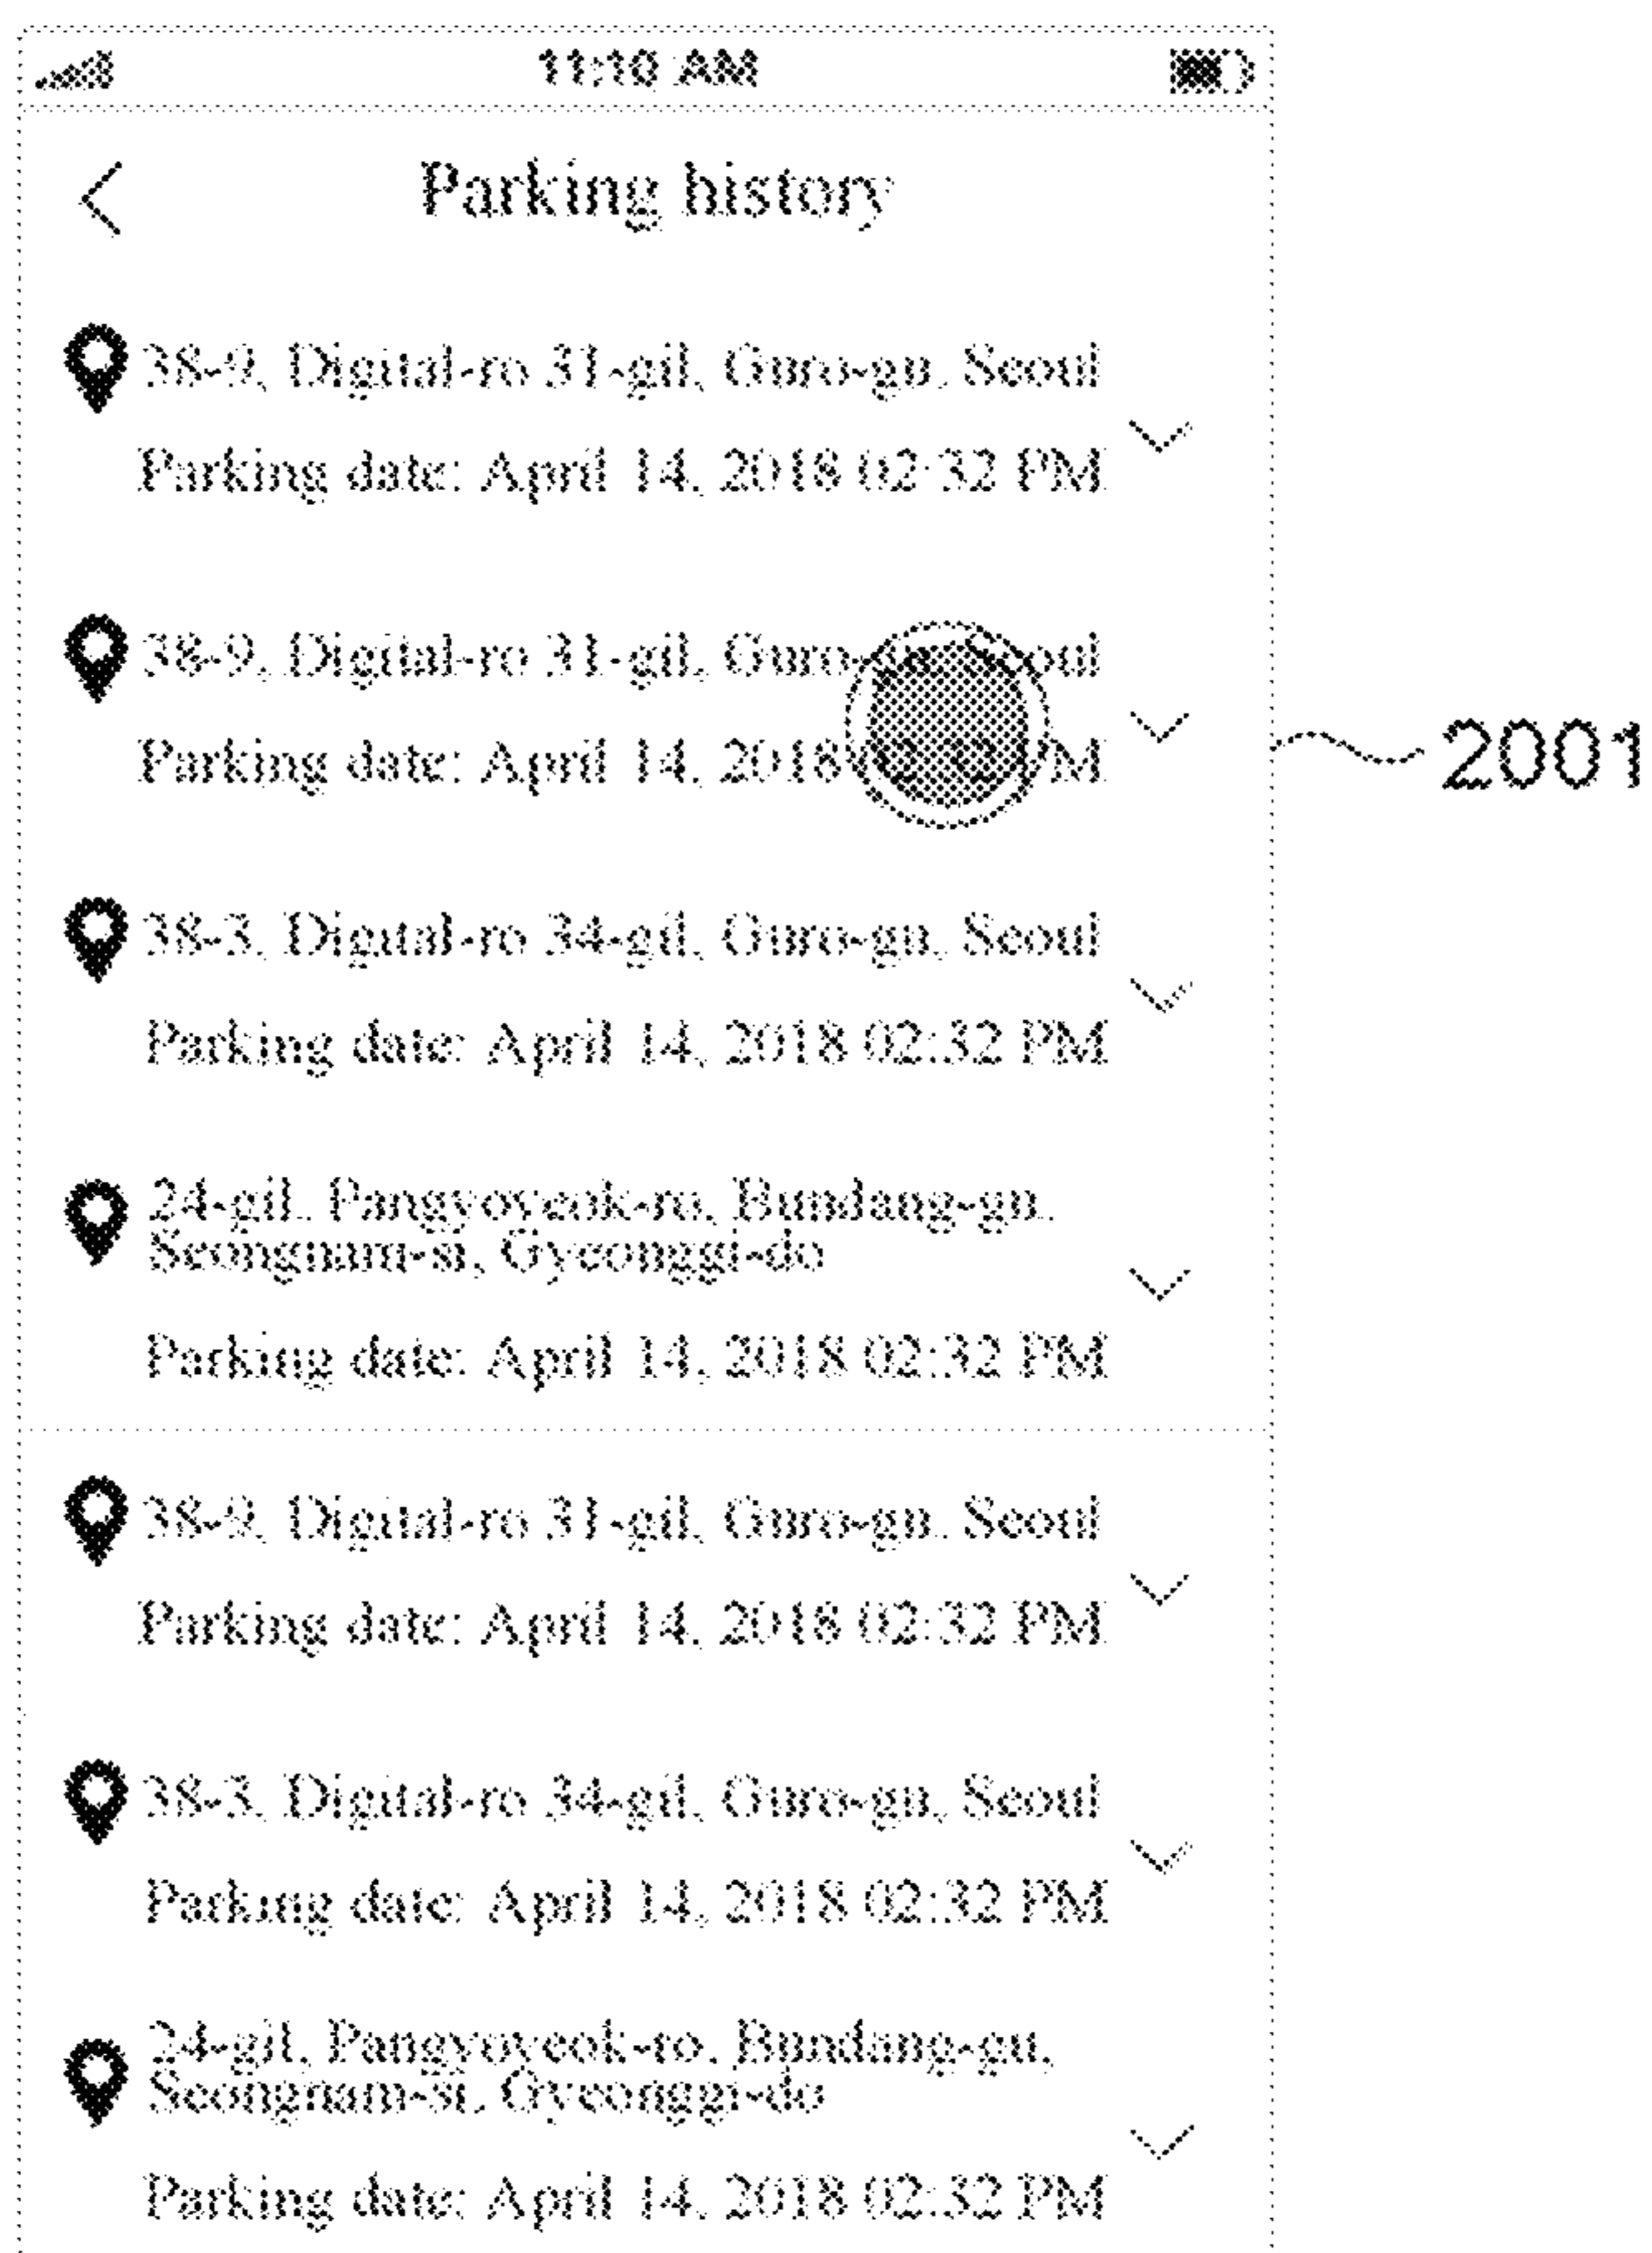 11:10 AM
Parking history
38-9, Digital-ro 31-gil, Guro-gu, Seoul
Parking date: April 14, 2018 02:32 PM
38-9, Digital-ro 31-gil, Guro-gu, Seoul
Parking date: April 14, 2018 02:32 PM
2001
38-3, Digital-ro 34-gil, Guro-gu, Seoul
Parking date: April 14, 2018 02:32 PM
24-gil, Pangyoyeok-ro, Bundang-gu,
Seongnam-si, Gyeonggi-do
Parking date: April 14, 2018 02:32 PM
38-9, Digital-ro 31-gil, Guro-gu, Seoul
Parking date: April 14, 2018 02:32 PM
38-3, Digital-ro 34-gil, Guro-gu, Seoul
Parking date: April 14, 2018 02:32 PM
24-gil, Pangyoyeok-ro, Bundang-gu,
Seongnam-si, Gyeonggi-do
Parking date: April 14, 2018 02:32 PM